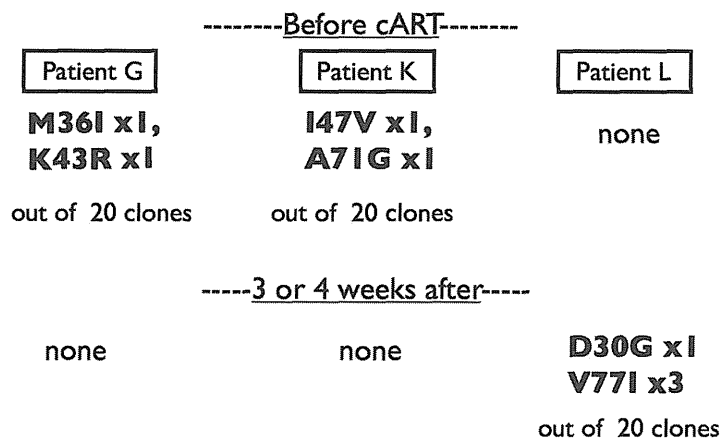 --------Before cART--------
Patient G Patient K Patient L
M36I x1, I47V x1, none
K43R x1 A71G x1
out of 20 clones out of 20 clones
-----3 or 4 weeks after-----
none none D30G x1
V77I x3
out of 20 clones